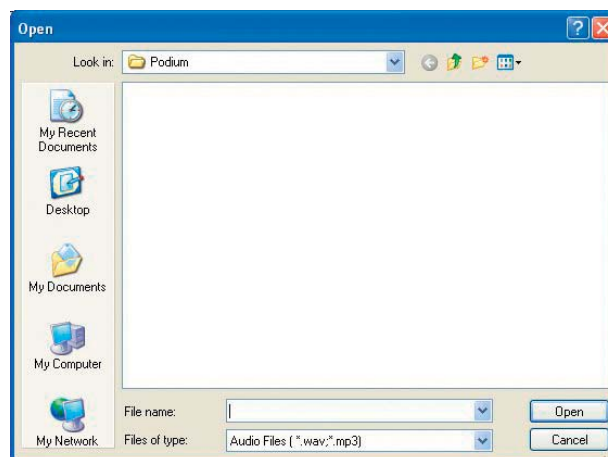 Open
Look in: Podium
My Recent
Documents
Desktop
My Documents
My Computer
My Network
File name:
Open
Files of type: Audio Files ( *.wav;*.mp3)
Cancel